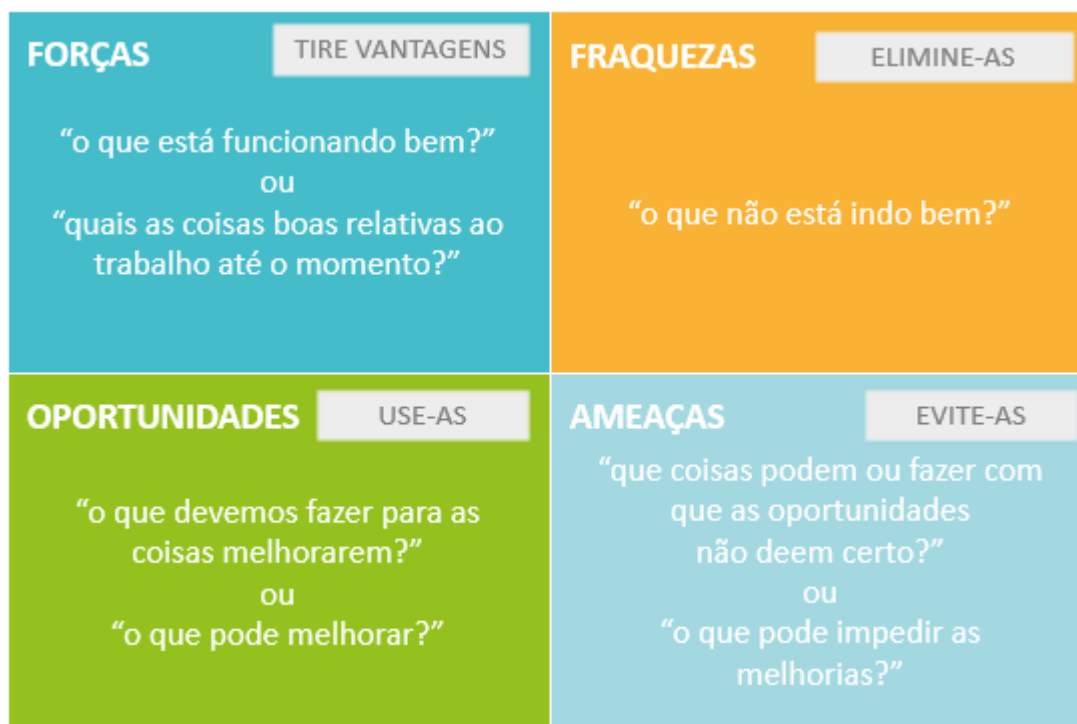 FORÇAS
TIRE VANTAGENS
“o que está funcionando bem?”
ou
“quais as coisas boas relativas ao
trabalho até o momento?”
FRAQUEZAS
ELIMINE-AS
“o que não está indo bem?”
OPORTUNIDADES
USE-AS
“o que devemos fazer para as
coisas melhorarem?”
ou
“o que pode melhorar?”
AMEAÇAS
EVITE-AS
“que coisas podem ou fazer com
que as oportunidades
não deem certo?”
ou
“o que pode impedir as
melhorias?”